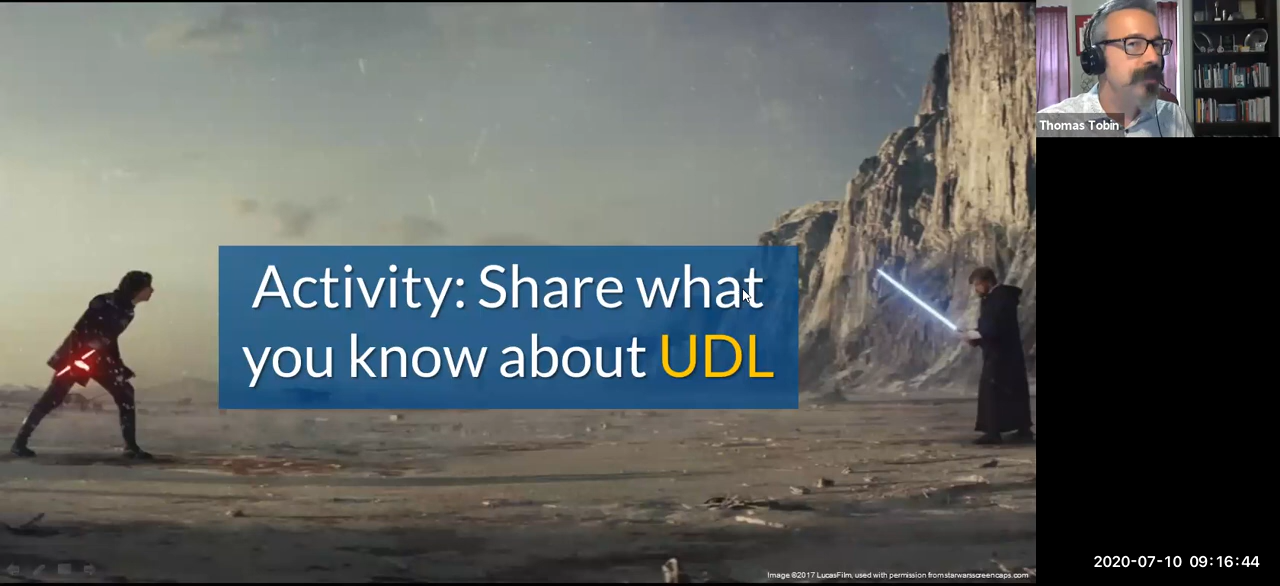 Thomas Tobin
Activity: Share what
you know about UDL
2020-07-10 09:16:44
Image ©2017 LucasFilm, used with permission from starwarsscreencaps.com